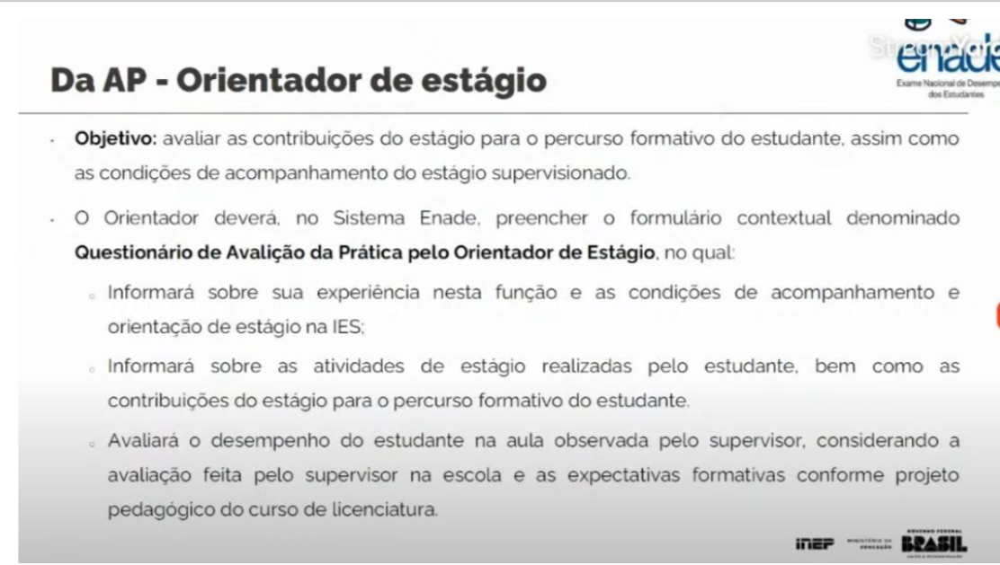 StreamYard
enade
Exame Nacional de Desempe
dos Estudantes
Da AP - Orientador de estágio
Objetivo: avaliar as contribuições do estágio para o percurso formativo do estudante, assim como
as condições de acompanhamento do estágio supervisionado.
O Orientador deverá, no Sistema Enade, preencher o formulário contextual denominado
Questionário de Avalição da Prática pelo Orientador de Estágio, no qual:
Informará sobre sua experiência nesta função e as condições de acompanhamento e
orientação de estágio na IES;
Informará sobre as atividades de estágio realizadas pelo estudante, bem como as
contribuições do estágio para o percurso formativo do estudante.
Avaliará o desempenho do estudante na aula observada pelo supervisor, considerando a
avaliação feita pelo supervisor na escola e as expectativas formativas conforme projeto
pedagógico do curso de licenciatura.
inep
MINISTÉRIO DA
EDUCAÇÃO
GOVERNO FEDERAL
BRASIL